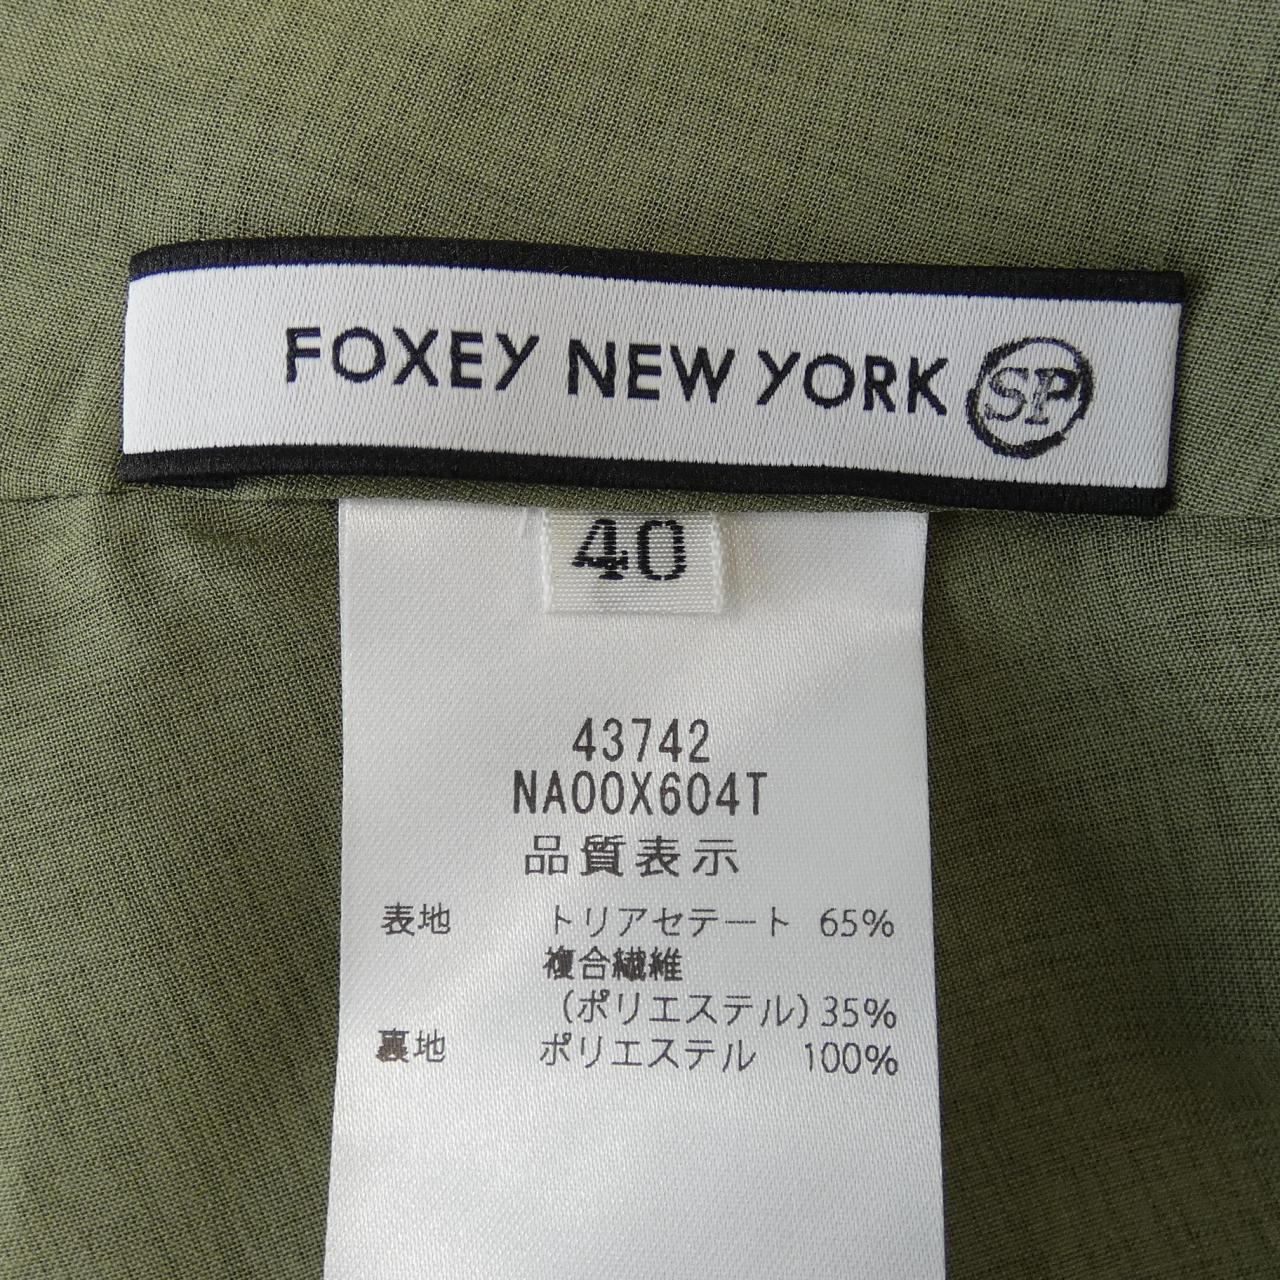 FOXEY NEW YORK SP
40
43742
NA00X604T
品質表示
表地 トリアセテート 65%
複合繊維
(ポリエステル) 35%
裏地 ポリエステル 100%